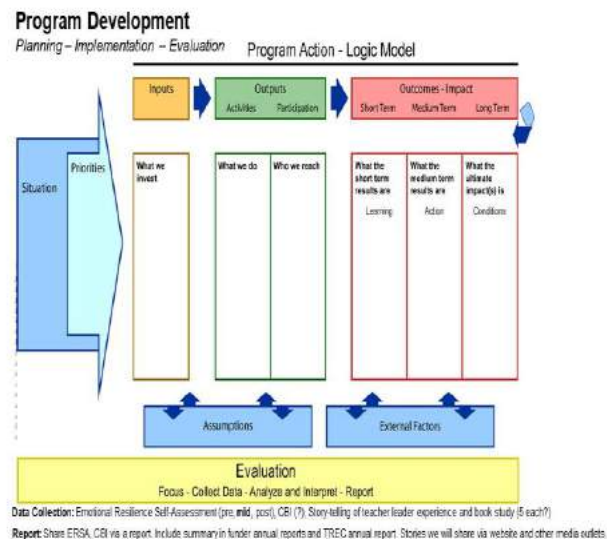 Program Development
Planning – Implementation – Evaluation
Program Action - Logic Model
Inputs
Outputs
Activities Participation
Outcomes - Impact
Short Term Medium Term Long Term
Situation
Priorities
What we
invest
What we do
Who we reach
What the
short term
results are
Learning
What the
medium term
results are
Action
What the
ultimate
impact(s) is
Conditions
Assumptions
External Factors
Evaluation
Focus - Collect Data - Analyze and Interpret - Report
Data Collection: Emotional Resilience Self-Assessment (pre, mid, post), CBI (?) Story-telling of teacher leader experience and book study (5 each?)
Report: Share ERSA, CBI via a report. Include summary in funder annual reports and TREC annual report. Stories we will share via website and other media outlets.